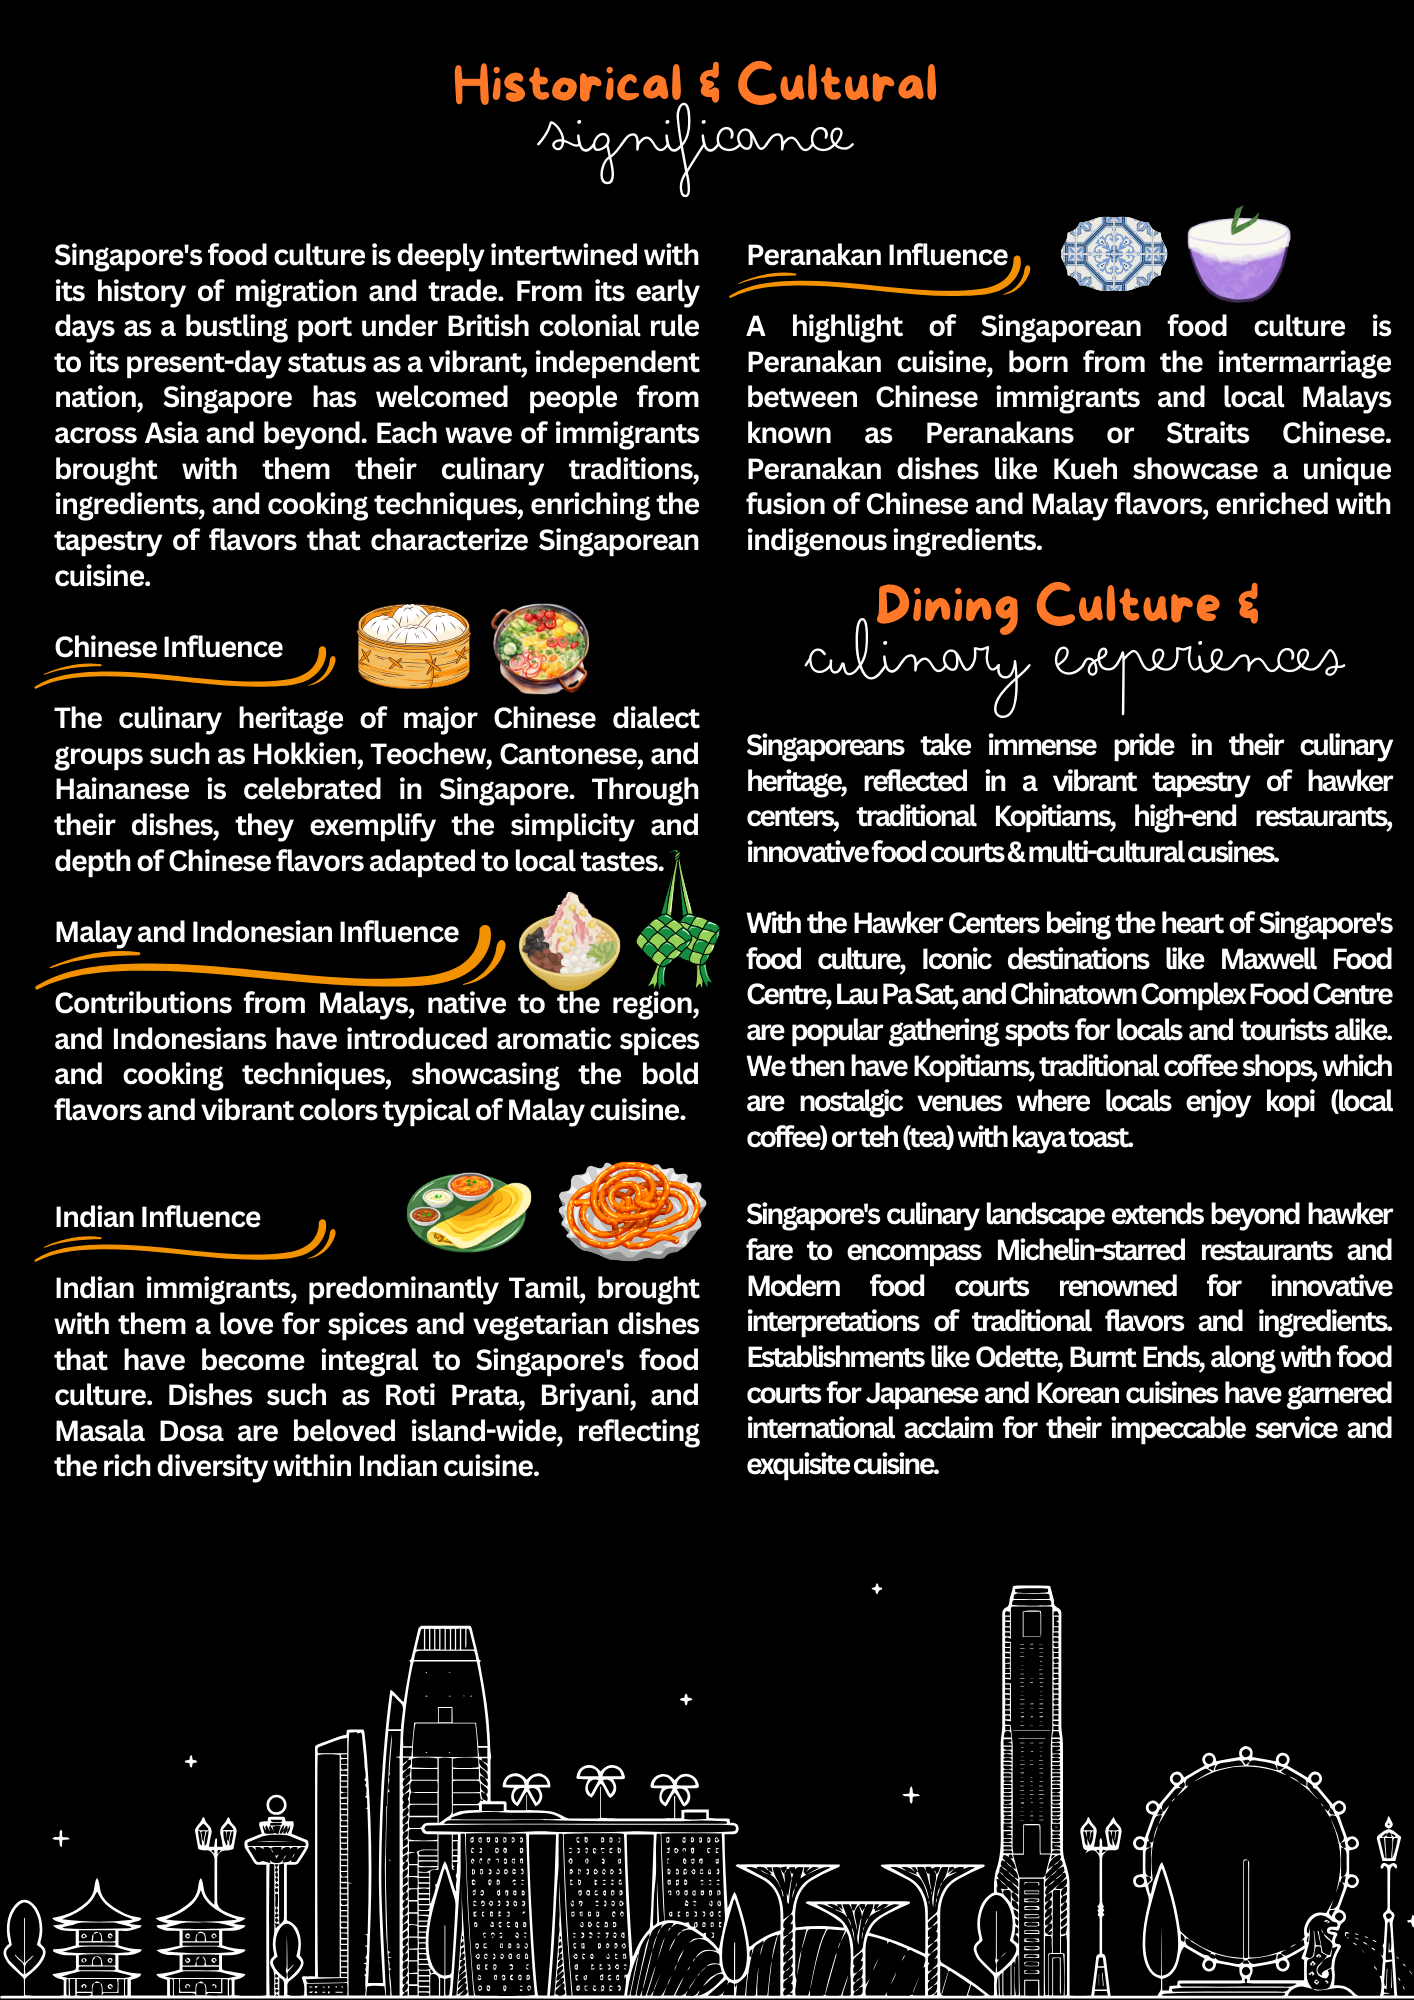 Historical & Cultural
significance
Singapore's food culture is deeply intertwined with
its history of migration and trade. From its early
days as a bustling port under British colonial rule
to its present-day status as a vibrant, independent
nation, Singapore has welcomed people from
across Asia and beyond. Each wave of immigrants
brought with them their culinary traditions,
ingredients, and cooking techniques, enriching the
tapestry of flavors that characterize Singaporean
cuisine.
Chinese Influence
The culinary heritage of major Chinese dialect
groups such as Hokkien, Teochew, Cantonese, and
Hainanese is celebrated in Singapore. Through
their dishes, they exemplify the simplicity and
depth of Chinese flavors adapted to local tastes.
Malay and Indonesian Influence
Contributions from Malays, native to the region,
and Indonesians have introduced aromatic spices
and cooking techniques, showcasing the bold
flavors and vibrant colors typical of Malay cuisine.
Indian Influence
Indian immigrants, predominantly Tamil, brought
with them a love for spices and vegetarian dishes
that have become integral to Singapore's food
culture. Dishes such as Roti Prata, Briyani, and
Masala Dosa are beloved island-wide, reflecting
the rich diversity within Indian cuisine.
Peranakan Influence
A highlight of Singaporean food culture is
Peranakan cuisine, born from the intermarriage
between Chinese immigrants and local Malays
known as Peranakans or Straits Chinese.
Peranakan dishes like Kueh showcase a unique
fusion of Chinese and Malay flavors, enriched with
indigenous ingredients.
Dining Culture &
culinary experiences
Singaporeans take immense pride in their culinary
heritage, reflected in a vibrant tapestry of hawker
centers, traditional Kopitiams, high-end restaurants,
innovative food courts & multi-cultural cusines.
With the Hawker Centers being the heart of Singapore's
food culture, Iconic destinations like Maxwell Food
Centre, Lau Pa Sat, and Chinatown Complex Food Centre
are popular gathering spots for locals and tourists alike.
We then have Kopitiams, traditional coffee shops, which
are nostalgic venues where locals enjoy kopi (local
coffee) or teh (tea) with kaya toast.
Singapore's culinary landscape extends beyond hawker
fare to encompass Michelin-starred restaurants and
Modern food courts renowned for innovative
interpretations of traditional flavors and ingredients.
Establishments like Odette, Burnt Ends, along with food
courts for Japanese and Korean cuisines have garnered
international acclaim for their impeccable service and
exquisite cuisine.